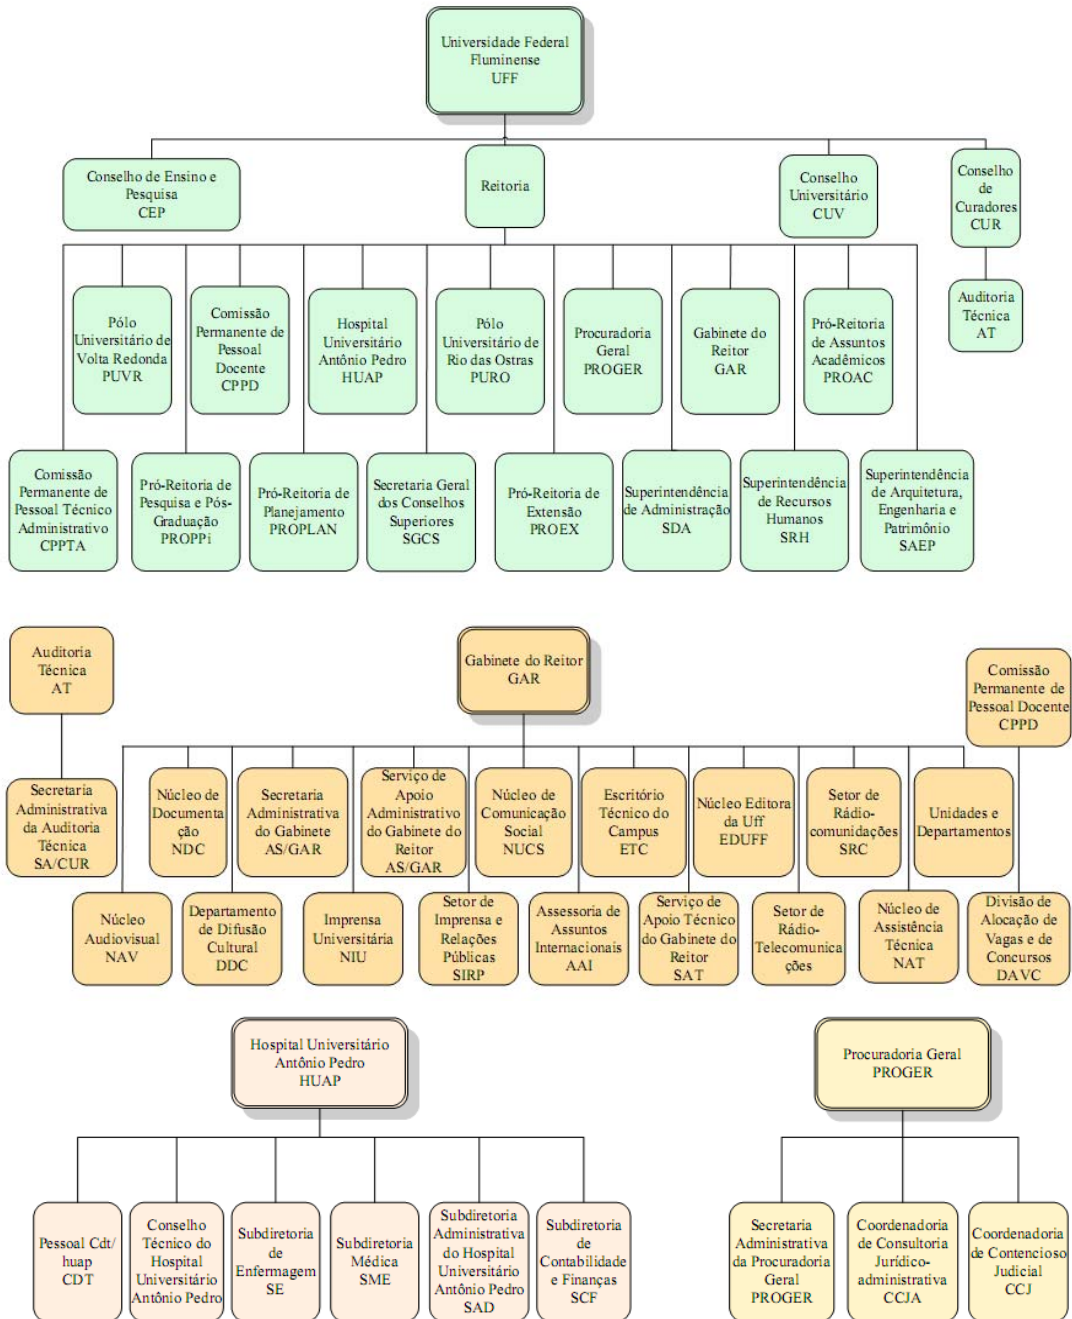 Universidade Federal
Fluminense
UFF
Conselho de Ensino e
Pesquisa
CEP
Reitoria
Conselho
Universitário
CUV
Conselho
de
Curadores
CUR
Pólo
Universitário de
Volta Redonda
PUVR
Comissão
Permanente de
Pessoal
Docente
CPPD
Hospital
Universitário
Antônio Pedro
HUAP
Pólo
Universitário de
Rio das Ostras
PURO
Procuradoria
Geral
PROGER
Gabinete do
Reitor
GAR
Pró-Reitoria
de Assuntos
Acadêmicos
PROAC
Auditoria
Técnica
AT
Comissão
Permanente de
Pessoal Técnico
Administrativo
CPPTA
Pró-Reitoria de
Pesquisa e Pós-
Graduação
PROPPi
Pró-Reitoria de
Planejamento
PROPLAN
Secretaria Geral
dos Conselhos
Superiores
SGCS
Pró-Reitoria de
Extensão
PROEX
Superintendência
de Administração
SDA
Superintendência
de Recursos
Humanos
SRH
Superintendência
de Arquitetura,
Engenharia e
Patrimônio
SAEP
Auditoria
Técnica
AT
Gabinete do Reitor
GAR
Comissão
Permanente de
Pessoal Docente
CPPD
Secretaria
Administrativa
da Auditoria
Técnica
SA/CUR
Núcleo de
Documenta
ção
NDC
Secretaria
Administrativa
do Gabinete
AS/GAR
Serviço de
Apoio
Administrativo
do Gabinete do
Reitor
AS/GAR
Núcleo de
Comunicação
Social
NUCS
Escritório
Técnico do
Campus
ETC
Núcleo Editora
da Uff
EDUFF
Setor de
Rádio-
comunidações
SRC
Unidades e
Departamentos
Núcleo
Audiovisual
NAV
Departamento
de Difusão
Cultural
DDC
Imprensa
Universitária
NIU
Setor de
Imprensa e
Relações
Públicas
SIRP
Assessoria de
Assuntos
Internacionais
AAI
Serviço de
Apoio Técnico
do Gabinete do
Reitor
SAT
Setor de
Rádio-
Telecomunica
ções
Núcleo de
Assistência
Técnica
NAT
Divisão de
Alocação de
Vagas e de
Concursos
DAVC
Hospital Universitário
Antônio Pedro
HUAP
Procuradoria Geral
PROGER
Pessoal Cdt/
huap
CDT
Conselho
Técnico do
Hospital
Universitário
Antônio Pedro
Subdiretoria
de
Enfermagem
SE
Subdiretoria
Médica
SME
Subdiretoria
Administrativa
do Hospital
Universitário
Antônio Pedro
SAD
Subdiretoria
de
Contabilidade
e Finanças
SCF
Secretaria
Administrativa
da Procuradoria
Geral
PROGER
Coordenadoria
de Consultoria
Jurídico-
administrativa
CCJA
Coordenadoria
de Contencioso
Judicial
CCJ